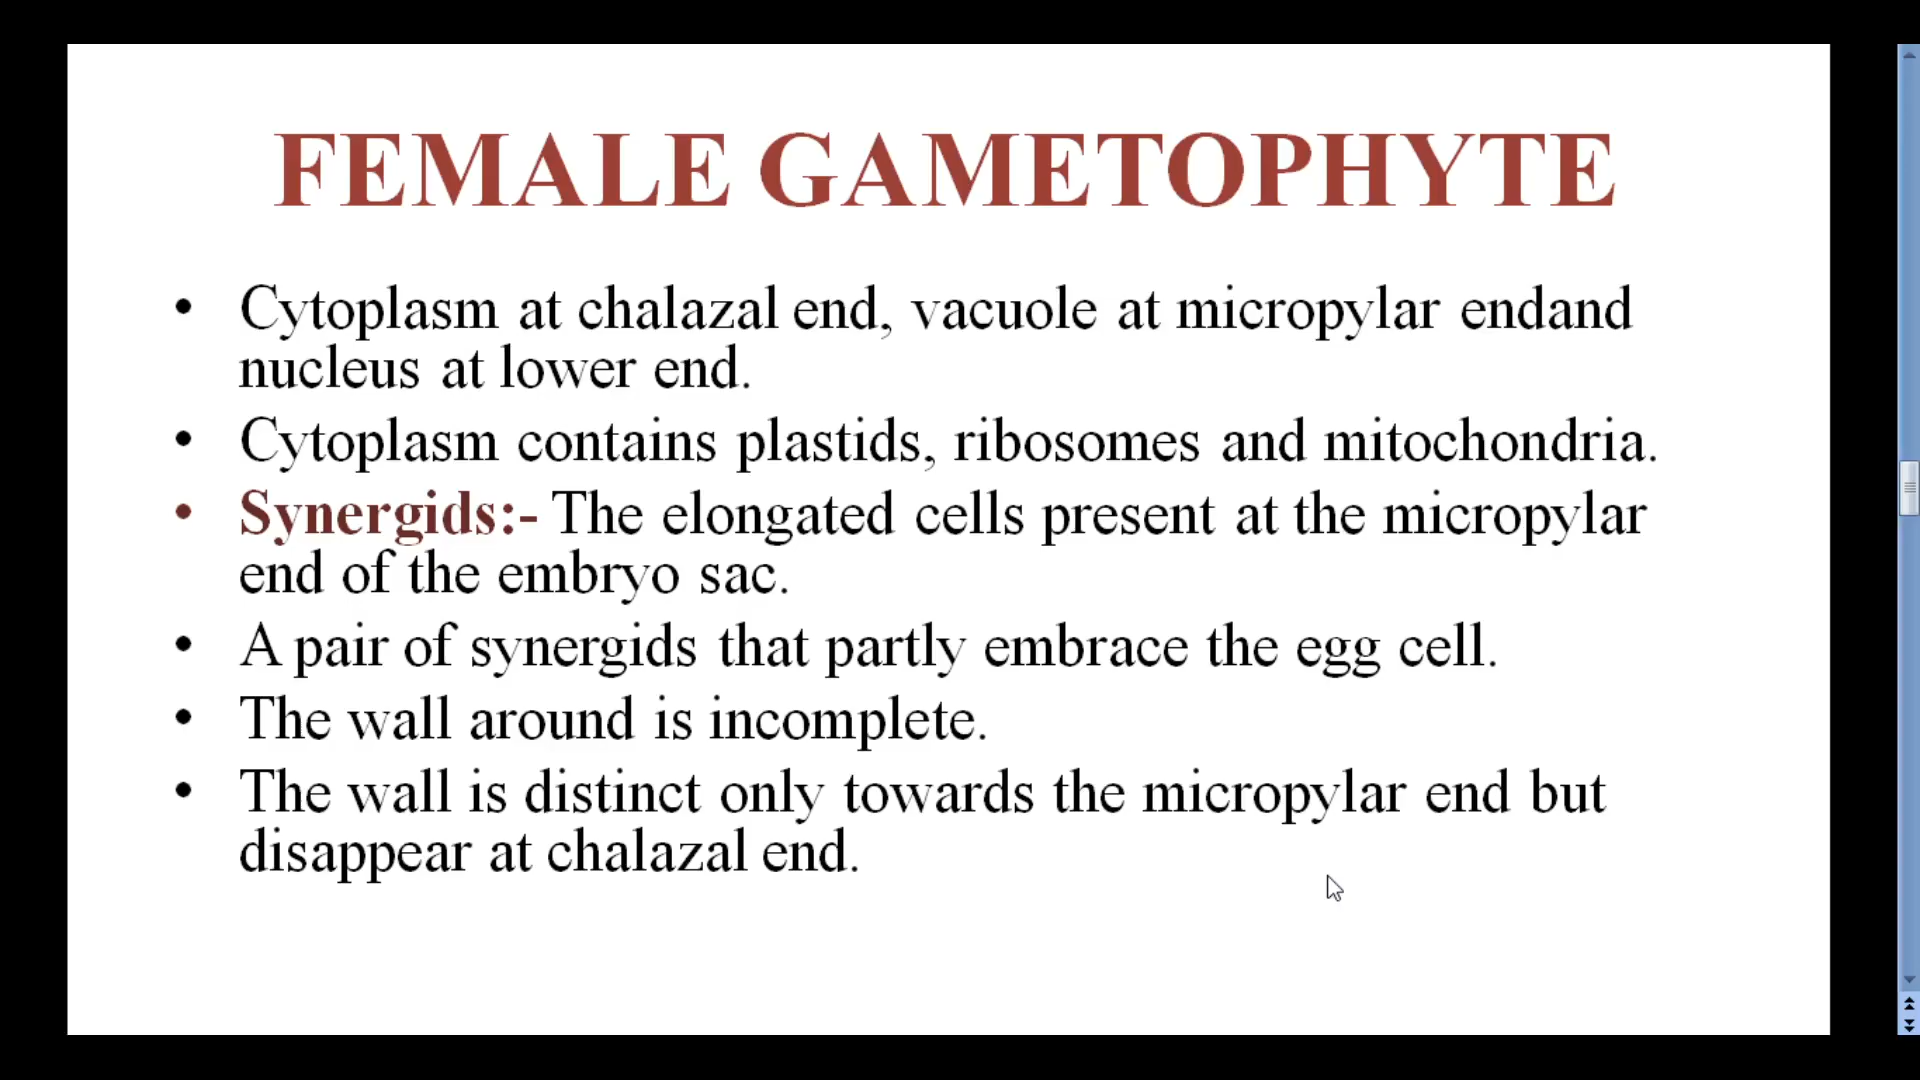 FEMALE GAMETOPHYTE
• Cytoplasm at chalazal end, vacuole at micropylar endand
nucleus at lower end.
• Cytoplasm contains plastids, ribosomes and mitochondria.
• Synergids:- The elongated cells present at the micropylar
end of the embryo sac.
• A pair of synergids that partly embrace the egg cell.
• The wall around is incomplete.
• The wall is distinct only towards the micropylar end but
disappear at chalazal end.